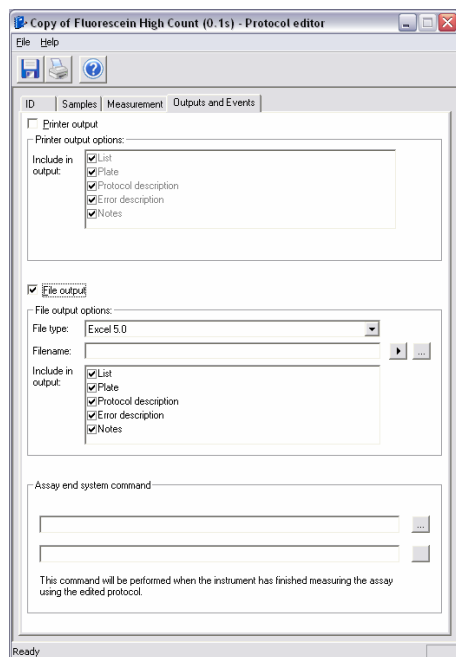 Copy of Fluorescein High Count (0.1s) - Protocol editor
File Help
ID Samples Measurement Outputs and Events
Printer output
Printer output options:
Include in output:
List
Plate
Protocol description
Error description
Notes
File output
File output options:
File type: Excel 5.0
Filename: ...
Include in output:
List
Plate
Protocol description
Error description
Notes
Assay end system command
...
This command will be performed when the instrument has finished measuring the assay
using the edited protocol.
Ready